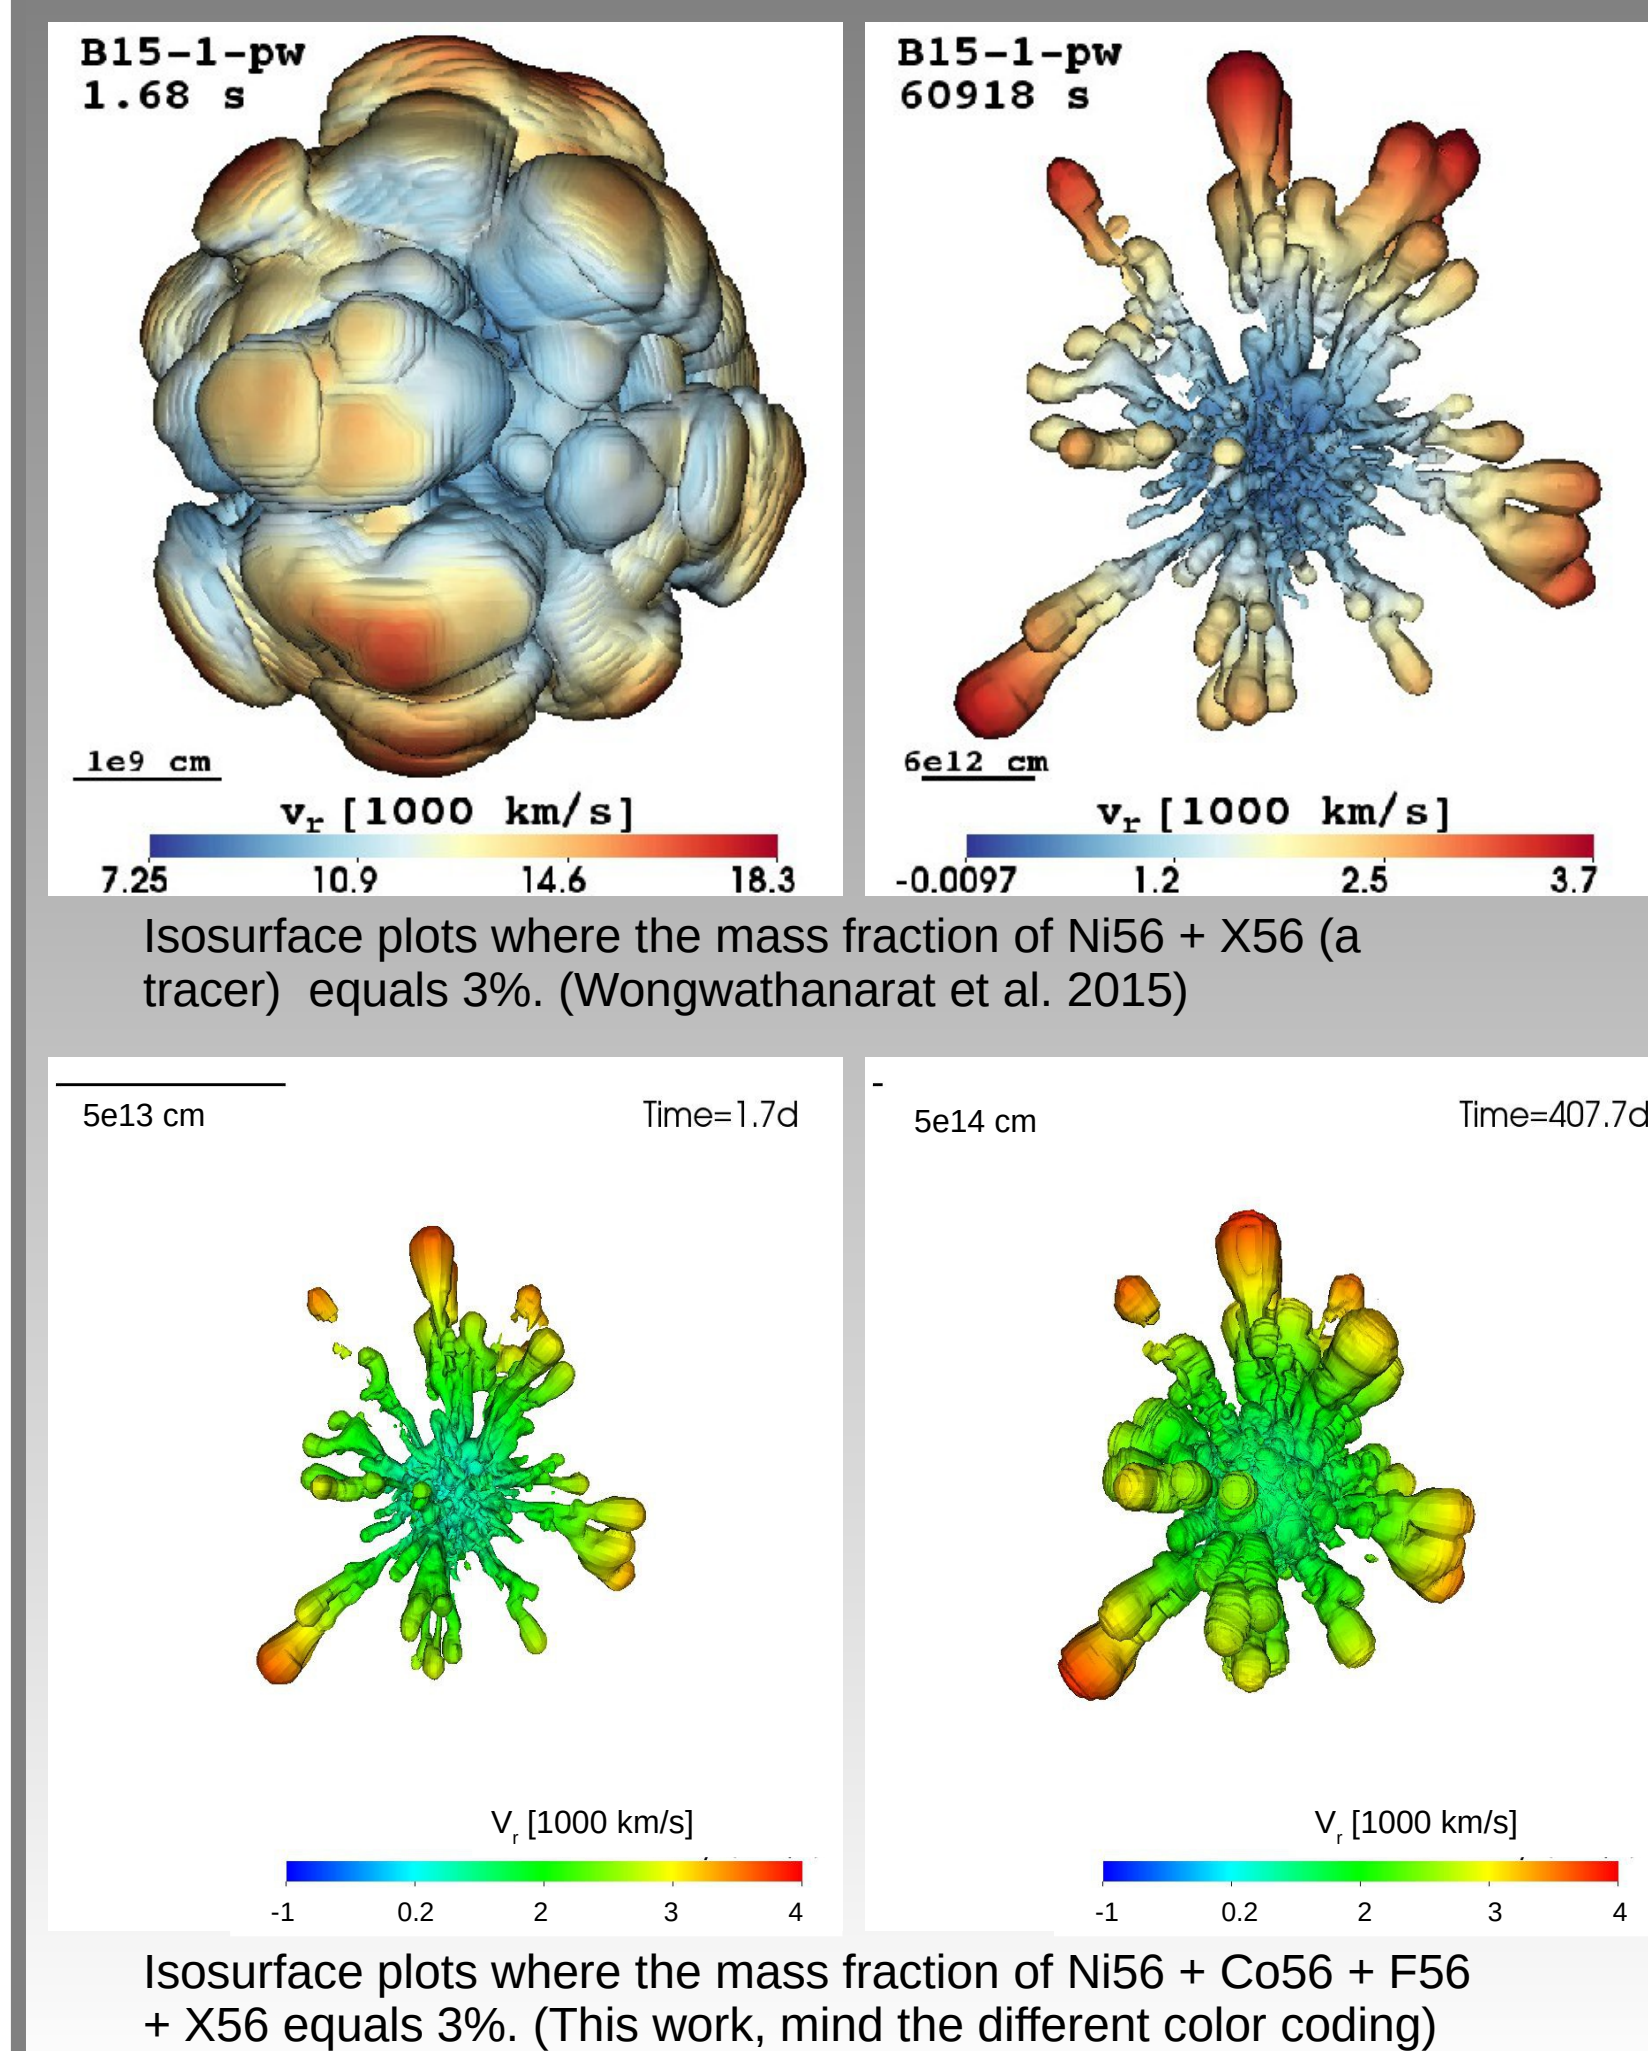 B15-1-pw
1.68 s
1e9 cm
vr [1000 km/s]
7.25 10.9 14.6 18.3
B15-1-pw
60918 s
6e12 cm
vr [1000 km/s]
-0.0097 1.2 2.5 3.7
Isosurface plots where the mass fraction of Ni56 + X56 (a
tracer)  equals 3%. (Wongwathanarat et al. 2015)
5e13 cm
Time=1.7d
Vr [1000 km/s]
-1 0.2 2 3 4
5e14 cm
Time=407.7d
Vr [1000 km/s]
-1 0.2 2 3 4
Isosurface plots where the mass fraction of Ni56 + Co56 + F56
+ X56 equals 3%. (This work, mind the different color coding)